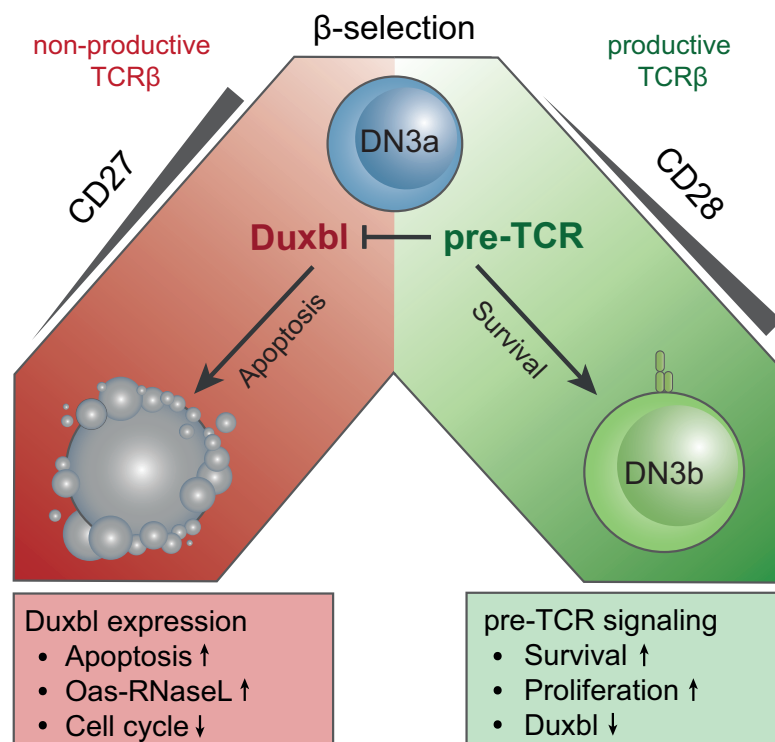 β-selection
non-productive
TCRβ
productive
TCRβ
CD27
CD28
DN3a
Duxbl
pre-TCR
Apoptosis
Survival
DN3b
Duxbl expression
• Apoptosis ↑
• Oas-RNaseL ↑
• Cell cycle ↓
pre-TCR signaling
• Survival ↑
• Proliferation ↑
• Duxbl ↓